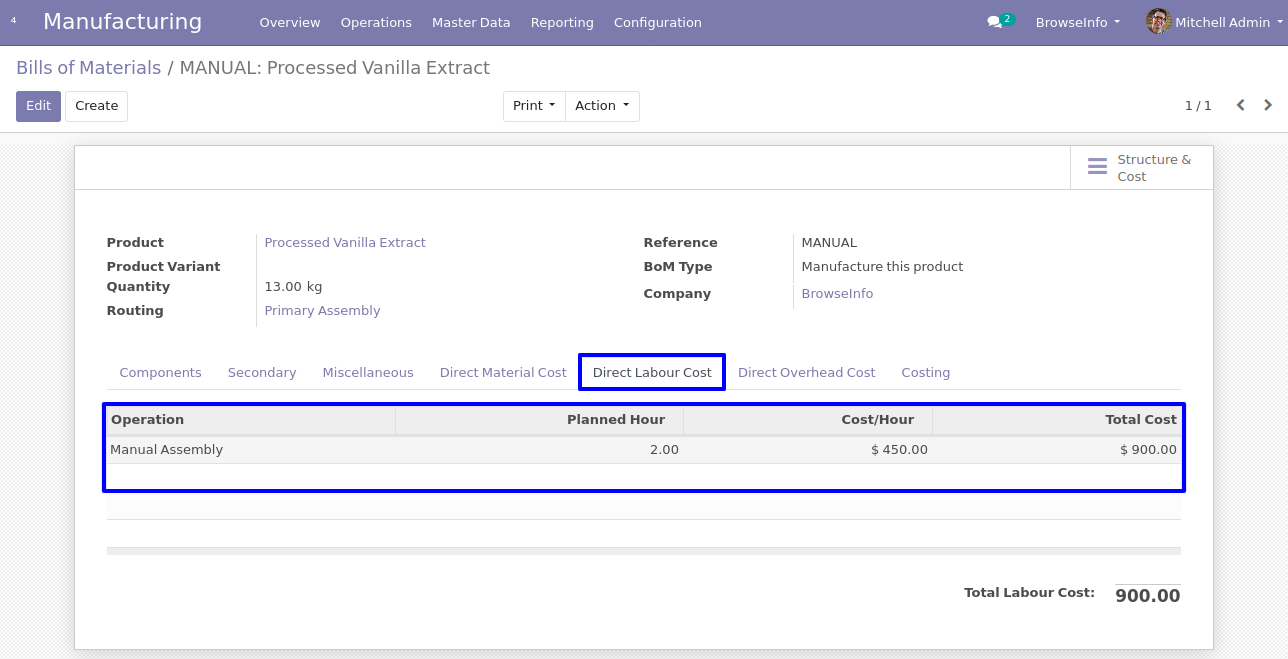 4 Manufacturing Overview Operations Master Data Reporting Configuration 2 BrowseInfo Mitchell Admin
Bills of Materials / MANUAL: Processed Vanilla Extract
Edit Create Print Action 1 / 1
Structure &
Cost
Product Processed Vanilla Extract Reference MANUAL
Product Variant BoM Type Manufacture this product
Quantity 13.00 kg Company BrowseInfo
Routing Primary Assembly
Components Secondary Miscellaneous Direct Material Cost Direct Labour Cost Direct Overhead Cost Costing
Operation Planned Hour Cost/Hour Total Cost
Manual Assembly 2.00 $ 450.00 $ 900.00
Total Labour Cost: 900.00